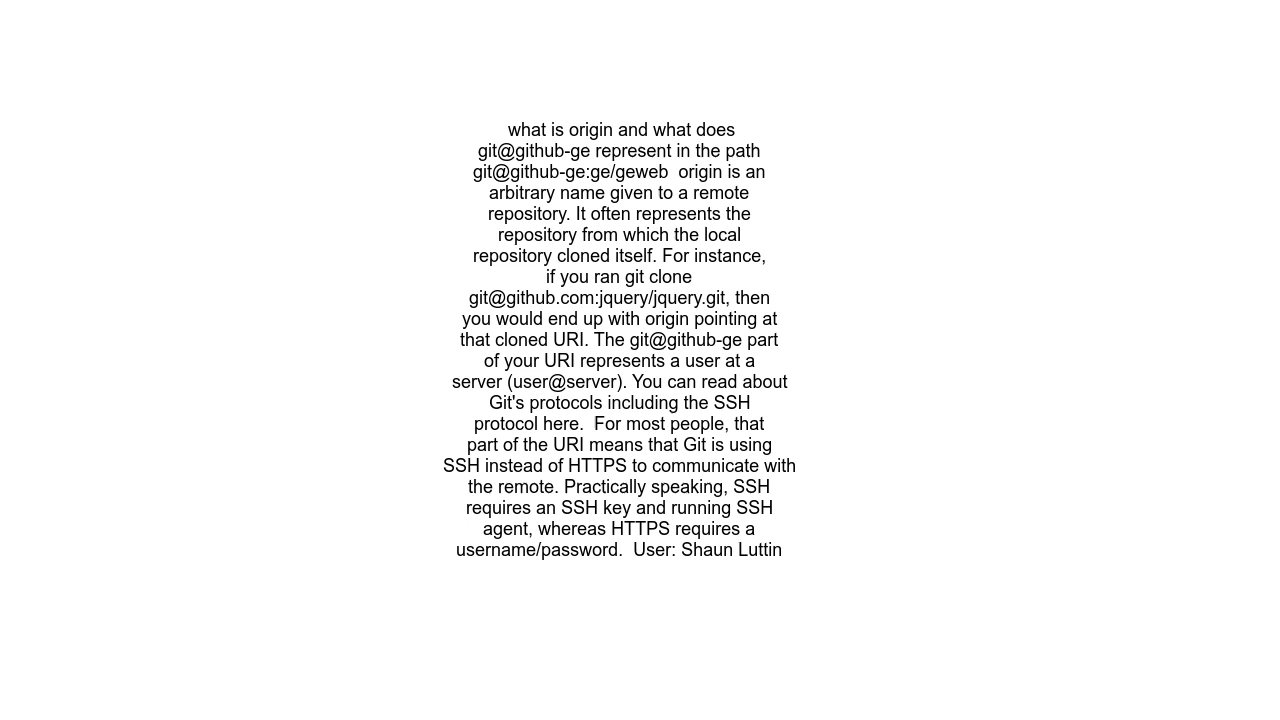 what is origin and what does
git@github-ge represent in the path
git@github-ge:ge/geweb  origin is an
arbitrary name given to a remote
repository. It often represents the
repository from which the local
repository cloned itself. For instance,
if you ran git clone
git@github.com:jquery/jquery.git, then
you would end up with origin pointing at
that cloned URI. The git@github-ge part
of your URI represents a user at a
server (user@server). You can read about
Git's protocols including the SSH
protocol here.  For most people, that
part of the URI means that Git is using
SSH instead of HTTPS to communicate with
the remote. Practically speaking, SSH
requires an SSH key and running SSH
agent, whereas HTTPS requires a
username/password.  User: Shaun Luttin